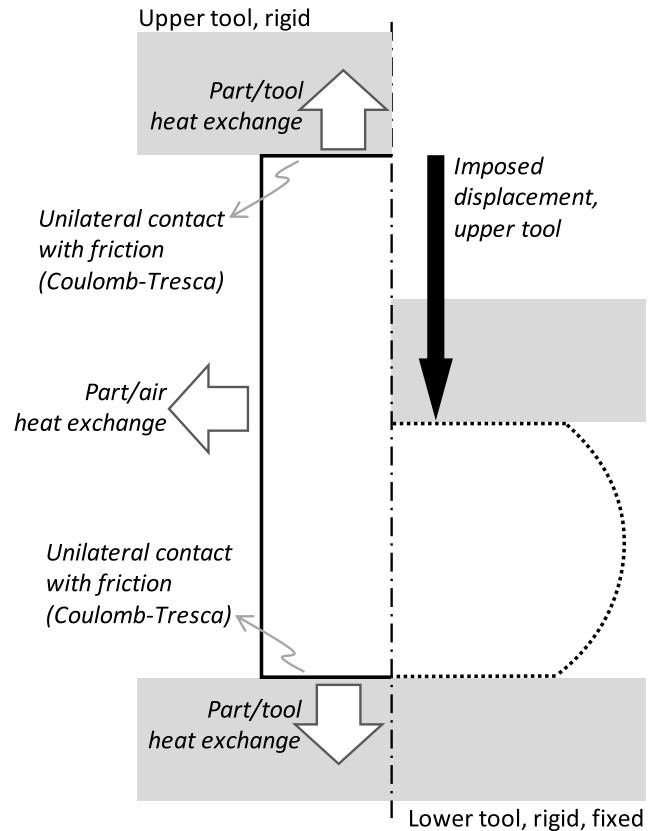 Upper tool, rigid
Part/tool
heat exchange
Imposed
displacement,
upper tool
Unilateral contact
with friction
(Coulomb-Tresca)
Part/air
heat exchange
Unilateral contact
with friction
(Coulomb-Tresca)
Part/tool
heat exchange
Lower tool, rigid, fixed